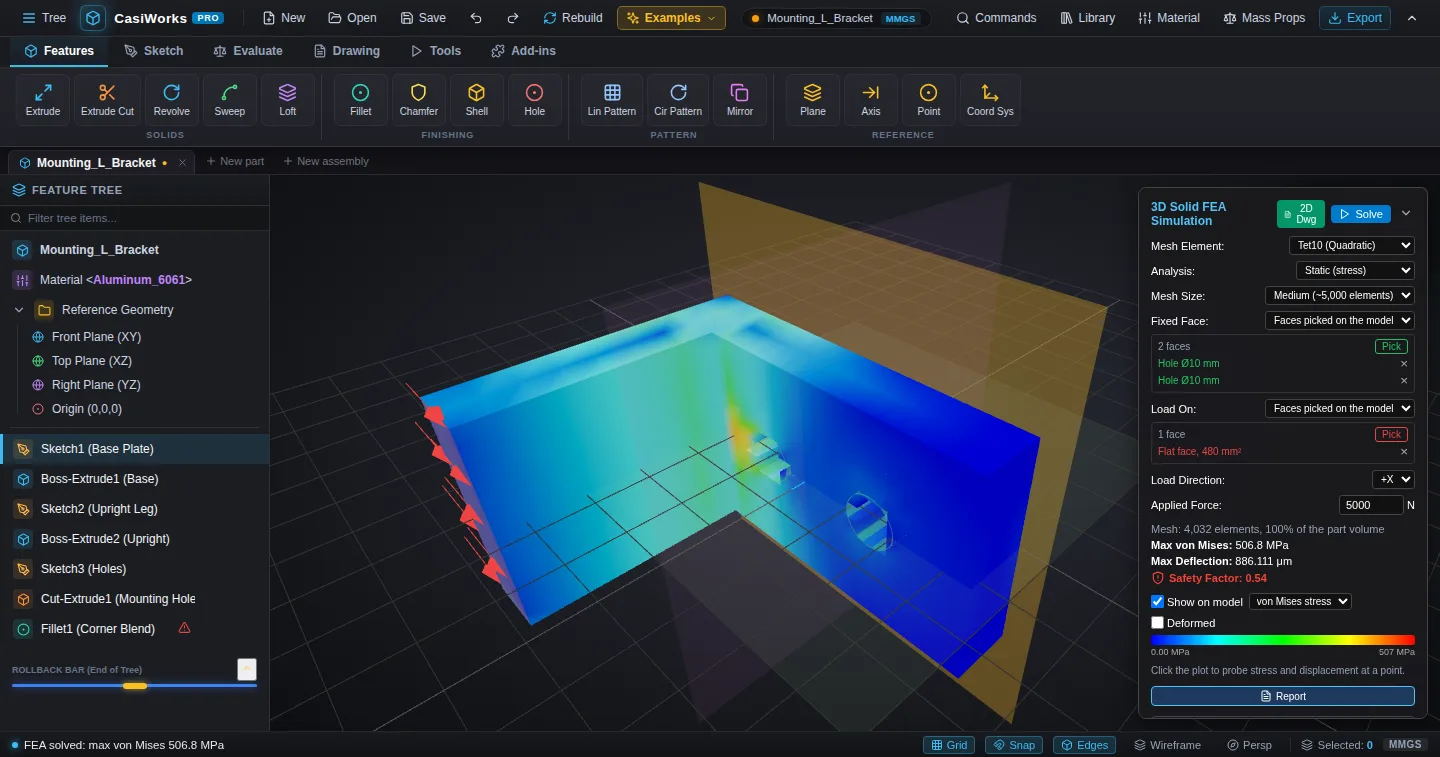 Tree
CasiWorks PRO
New
Open
Save
Rebuild
Examples
Mounting_L_Bracket MMGS
Commands
Library
Material
Mass Props
Export
Features
Sketch
Evaluate
Drawing
Tools
Add-ins
Extrude
Extrude Cut
Revolve
Sweep
Loft
Fillet
Chamfer
Shell
Hole
Lin Pattern
Cir Pattern
Mirror
Plane
Axis
Point
Coord Sys
SOLIDS
FINISHING
PATTERN
REFERENCE
Mounting_L_Bracket
New part
New assembly
FEATURE TREE
Filter tree items...
Mounting_L_Bracket
Material <Aluminum_6061>
Reference Geometry
Front Plane (XY)
Top Plane (XZ)
Right Plane (YZ)
Origin (0,0,0)
Sketch1 (Base Plate)
Boss-Extrude1 (Base)
Sketch2 (Upright Leg)
Boss-Extrude2 (Upright)
Sketch3 (Holes)
Cut-Extrude1 (Mounting Hole
Fillet1 (Corner Blend)
ROLLBACK BAR (End of Tree)
3D Solid FEA
Simulation
2D
Dwg
Solve
Mesh Element: Tet10 (Quadratic)
Analysis: Static (stress)
Mesh Size: Medium (~5,000 elements)
Fixed Face: Faces picked on the model
2 faces Pick
Hole Ø10 mm ×
Hole Ø10 mm ×
Load On: Faces picked on the model
1 face Pick
Flat face, 480 mm² ×
Load Direction: +X
Applied Force: 5000 N
Mesh: 4,032 elements, 100% of the part volume
Max von Mises: 506.8 MPa
Max Deflection: 886.111 µm
Safety Factor: 0.54
Show on model von Mises stress
Deformed
0.00 MPa 507 MPa
Click the plot to probe stress and displacement at a point.
Report
FEA solved: max von Mises 506.8 MPa
Grid
Snap
Edges
Wireframe
Persp
Selected: 0
MMGS